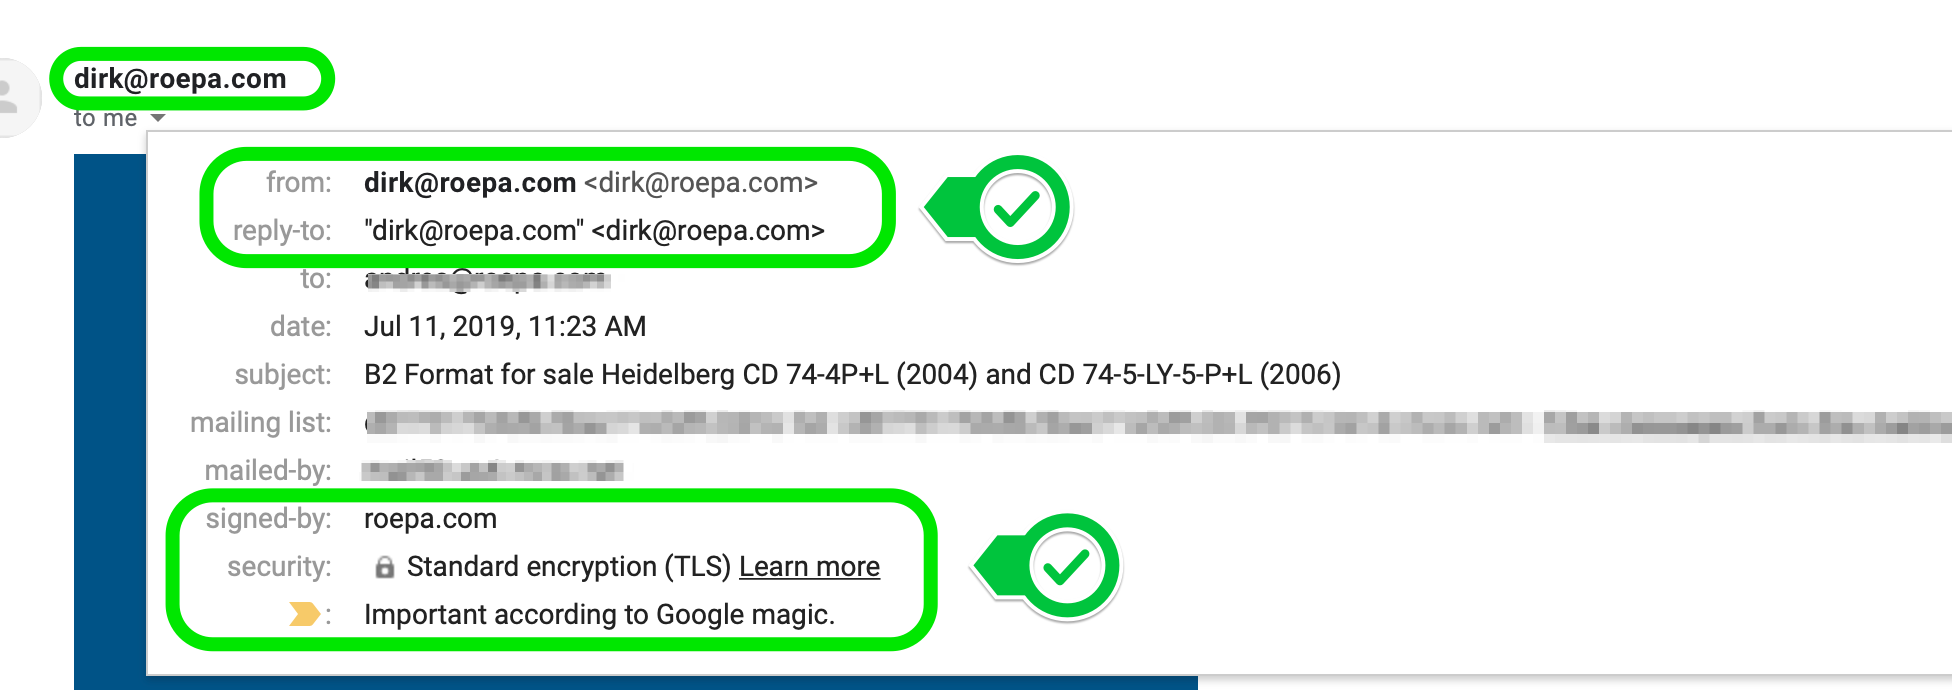 dirk@roepa.com
to me
from: dirk@roepa.com <dirk@roepa.com>
reply-to: "dirk@roepa.com" <dirk@roepa.com>
to:
date: Jul 11, 2019, 11:23 AM
subject: B2 Format for sale Heidelberg CD 74-4P+L (2004) and CD 74-5-LY-5-P+L (2006)
mailing list:
mailed-by:
signed-by: roepa.com
security: Standard encryption (TLS) Learn more
: Important according to Google magic.